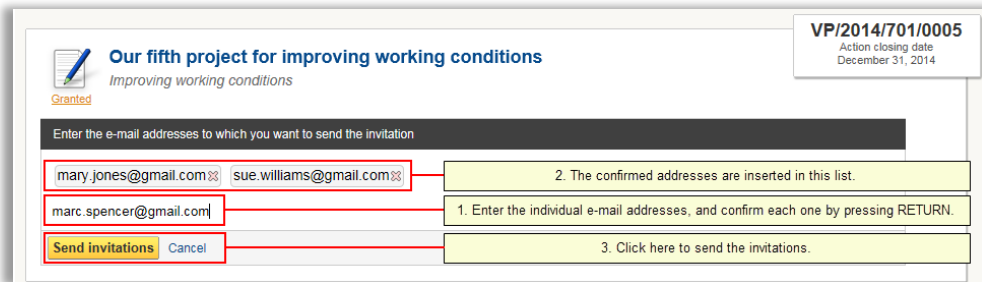 VP/2014/701/0005
Action closing date
December 31, 2014
Our fifth project for improving working conditions
Improving working conditions
Granted
Enter the e-mail addresses to which you want to send the invitation
mary.jones@gmail.com sue.williams@gmail.com
2. The confirmed addresses are inserted in this list.
marc.spencer@gmail.com
1. Enter the individual e-mail addresses, and confirm each one by pressing RETURN.
Send invitations Cancel
3. Click here to send the invitations.